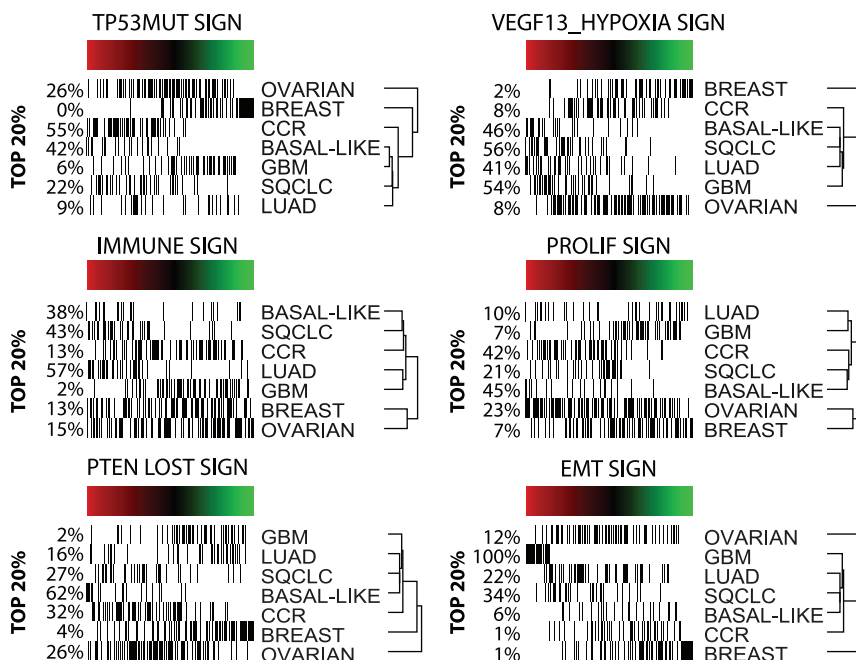 TP53MUT SIGN
TOP 20%
26% OVARIAN
0% BREAST
55% CCR
42% BASAL-LIKE
6% GBM
22% SQCLC
9% LUAD
VEGF13_HYPOXIA SIGN
TOP 20%
2% BREAST
8% CCR
46% BASAL-LIKE
56% SQCLC
41% LUAD
54% GBM
8% OVARIAN
IMMUNE SIGN
TOP 20%
38% BASAL-LIKE
43% SQCLC
13% CCR
57% LUAD
2% GBM
13% BREAST
15% OVARIAN
PROLIF SIGN
TOP 20%
10% LUAD
7% GBM
42% CCR
21% SQCLC
45% BASAL-LIKE
23% OVARIAN
7% BREAST
PTEN LOST SIGN
TOP 20%
2% GBM
16% LUAD
27% SQCLC
62% BASAL-LIKE
32% CCR
4% BREAST
26% OVARIAN
EMT SIGN
TOP 20%
12% OVARIAN
100% GBM
22% LUAD
34% SQCLC
6% BASAL-LIKE
1% CCR
1% BREAST